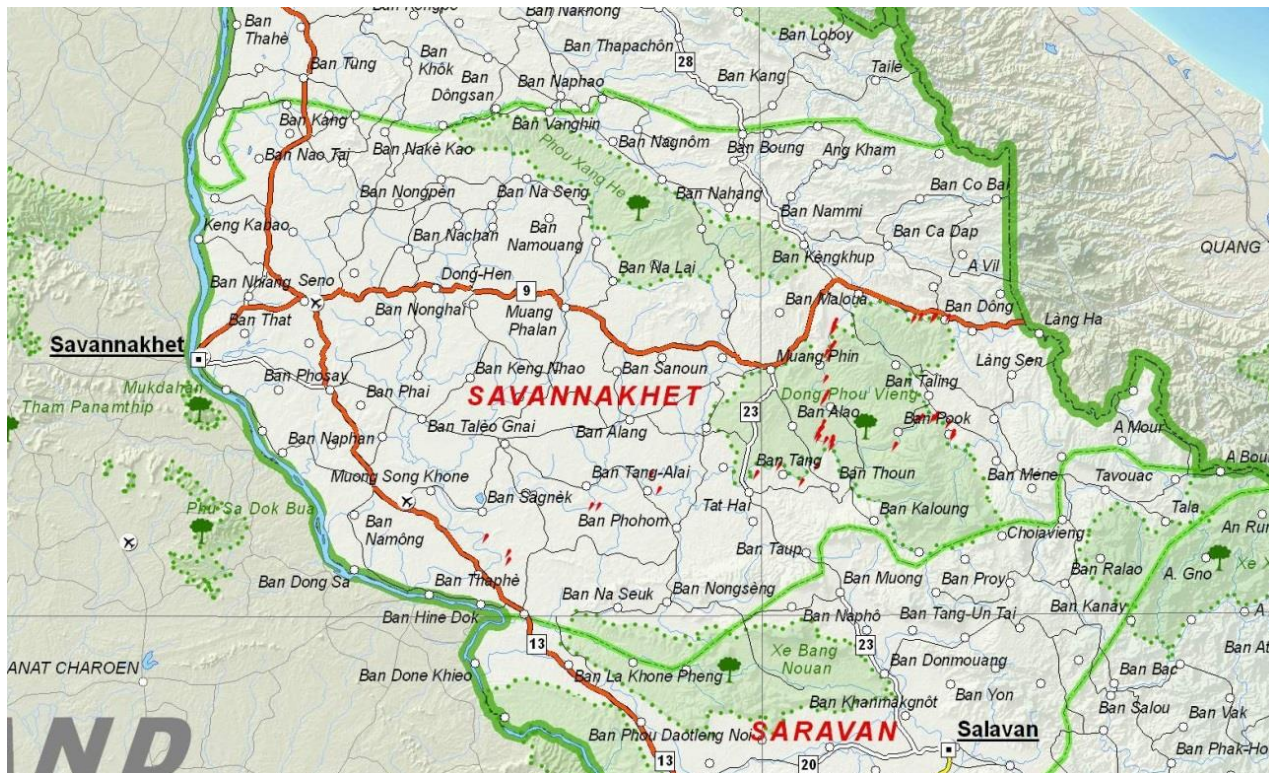 Ban Thahè
Ban Nakhong
Ban Thapachôn
Ban Loboy
Ban Tung
Ban Khôk
Ban Dôngsan
Ban Naphao
28
Ban Kang
Taile
Ban Kang
Ban Vanghin
Ban Nao Tai
Ban Nakè Kao
Phou Xang He
Ban Nagnôm
Ban Boung
Ang Kham
Ban Nongpèn
Ban Na Seng
Ban Nahang
Ban Co Bai
Keng Kabao
Ban Nachan
Ban Namouang
Ban Nammi
Ban Ca Dap
QUANG
Ban Nhiang
Seno
Dong-Hen
Ban Na Lai
Ban Kèngkhup
A Vil
9
Ban That
Ban Nonghai
Muang Phalan
Ban Maloua
Ban Dông
Làng Ha
Savannakhet
Muang Phin
Làng Sen
Mukdahan
Tham Panamthip
Ban Phosay
Ban Phai
Ban Keng Nhao
Ban Sanoun
SAVANNAKHET
Dong Phou Vieng
Ban Taling
23
Ban Naphan
Ban Talèo Gnai
Ban Alang
Ban Alao
Ban Pook
A Mour
Muong Song Khone
Ban Tang-Alai
Ban Tang
Ban Thoun
Ban Mène
Tavouac
A Bou
Phu Sa Dok Bua
Ban Namông
Ban Sagnèk
Ban Phohom
Tat Hai
Ban Kaloung
Tala
An Run
Choiavieng
Ban Dong Sa
Ban Thaphè
Ban Taup
Ban Ralao
A. Gno
Xe X
Ban Na Seuk
Ban Nongsèng
Ban Muong
Ban Proy
Ban Hine Dok
Ban Naphô
Ban Tang-Un Tai
Ban Kanay
A
13
Xe Bang Nouan
23
Ban At
ANAT CHAROEN
Ban Done Khieo
Ban La Khone Pheng
Ban Donmouang
Ban Bac
Ban Khanmakgnôt
Ban Yon
Ban Salou
Ban Vak
AND
Ban Phou Daotleng Noi
SARAVAN
Salavan
Ban Phak-Ho
13
20